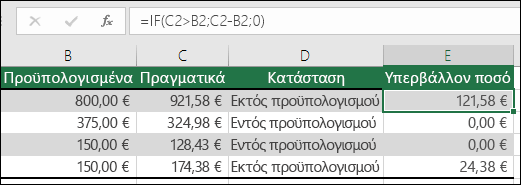 fx =IF(C2>B2;C2-B2;0)
B C D E
Προϋπολογισμένα Πραγματικά Κατάσταση Υπερβάλλον ποσό
800,00 € 921,58 € Εκτός προϋπολογισμού 121,58 €
375,00 € 324,98 € Εντός προϋπολογισμού 0,00 €
150,00 € 128,43 € Εντός προϋπολογισμού 0,00 €
150,00 € 174,38 € Εκτός προϋπολογισμού 24,38 €